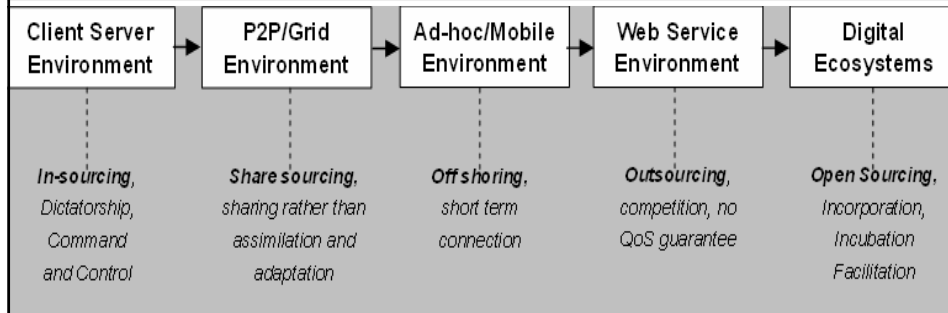 Client Server
Environment
P2P/Grid
Environment
Ad-hoc/Mobile
Environment
Web Service
Environment
Digital
Ecosystems
In-sourcing,
Dictatorship,
Command
and Control
Share sourcing,
sharing rather than
assimilation and
adaptation
Off shoring,
short term
connection
Outsourcing,
competition, no
QoS guarantee
Open Sourcing,
Incorporation,
Incubation
Facilitation